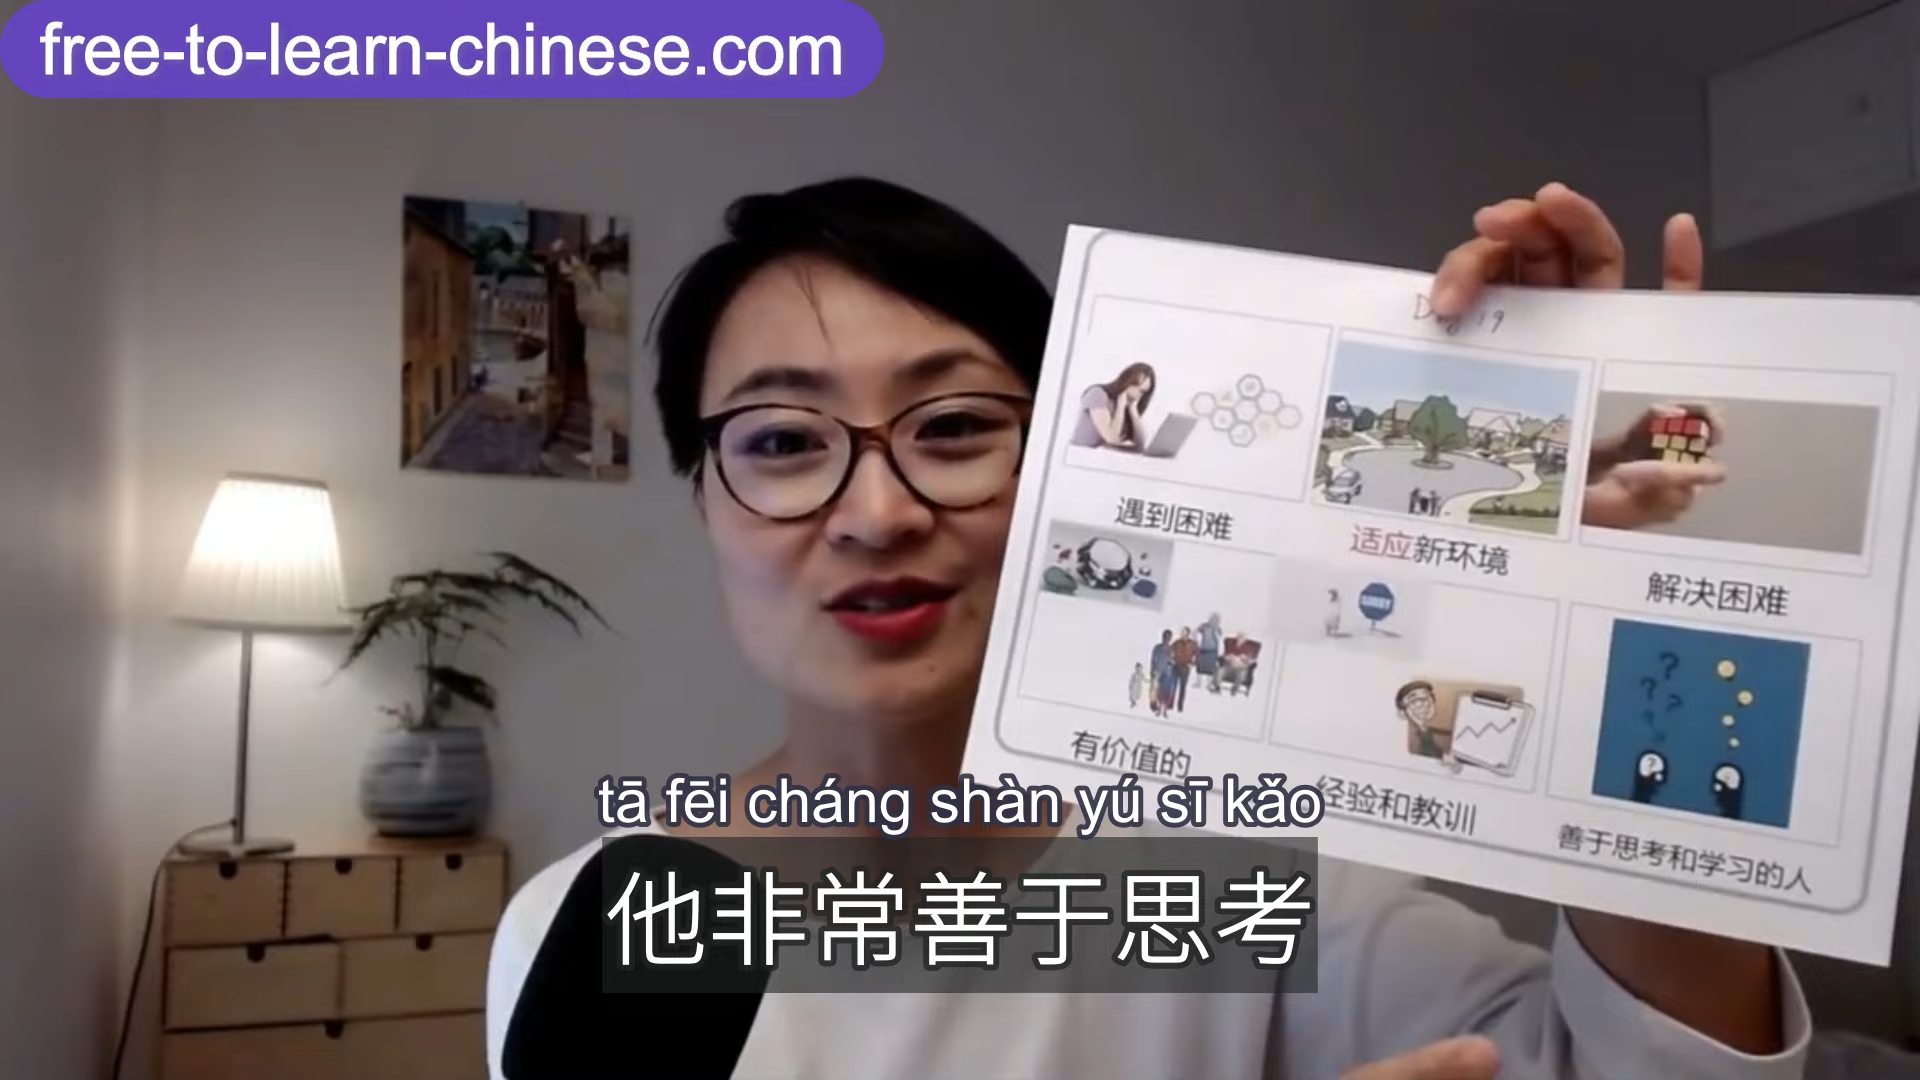 free-to-learn-chinese.com
Day 19
遇到困难
适应新环境
解决困难
有价值的
经验和教训
善于思考和学习的人
tā fēi cháng shàn yú sī kǎo
他非常善于思考